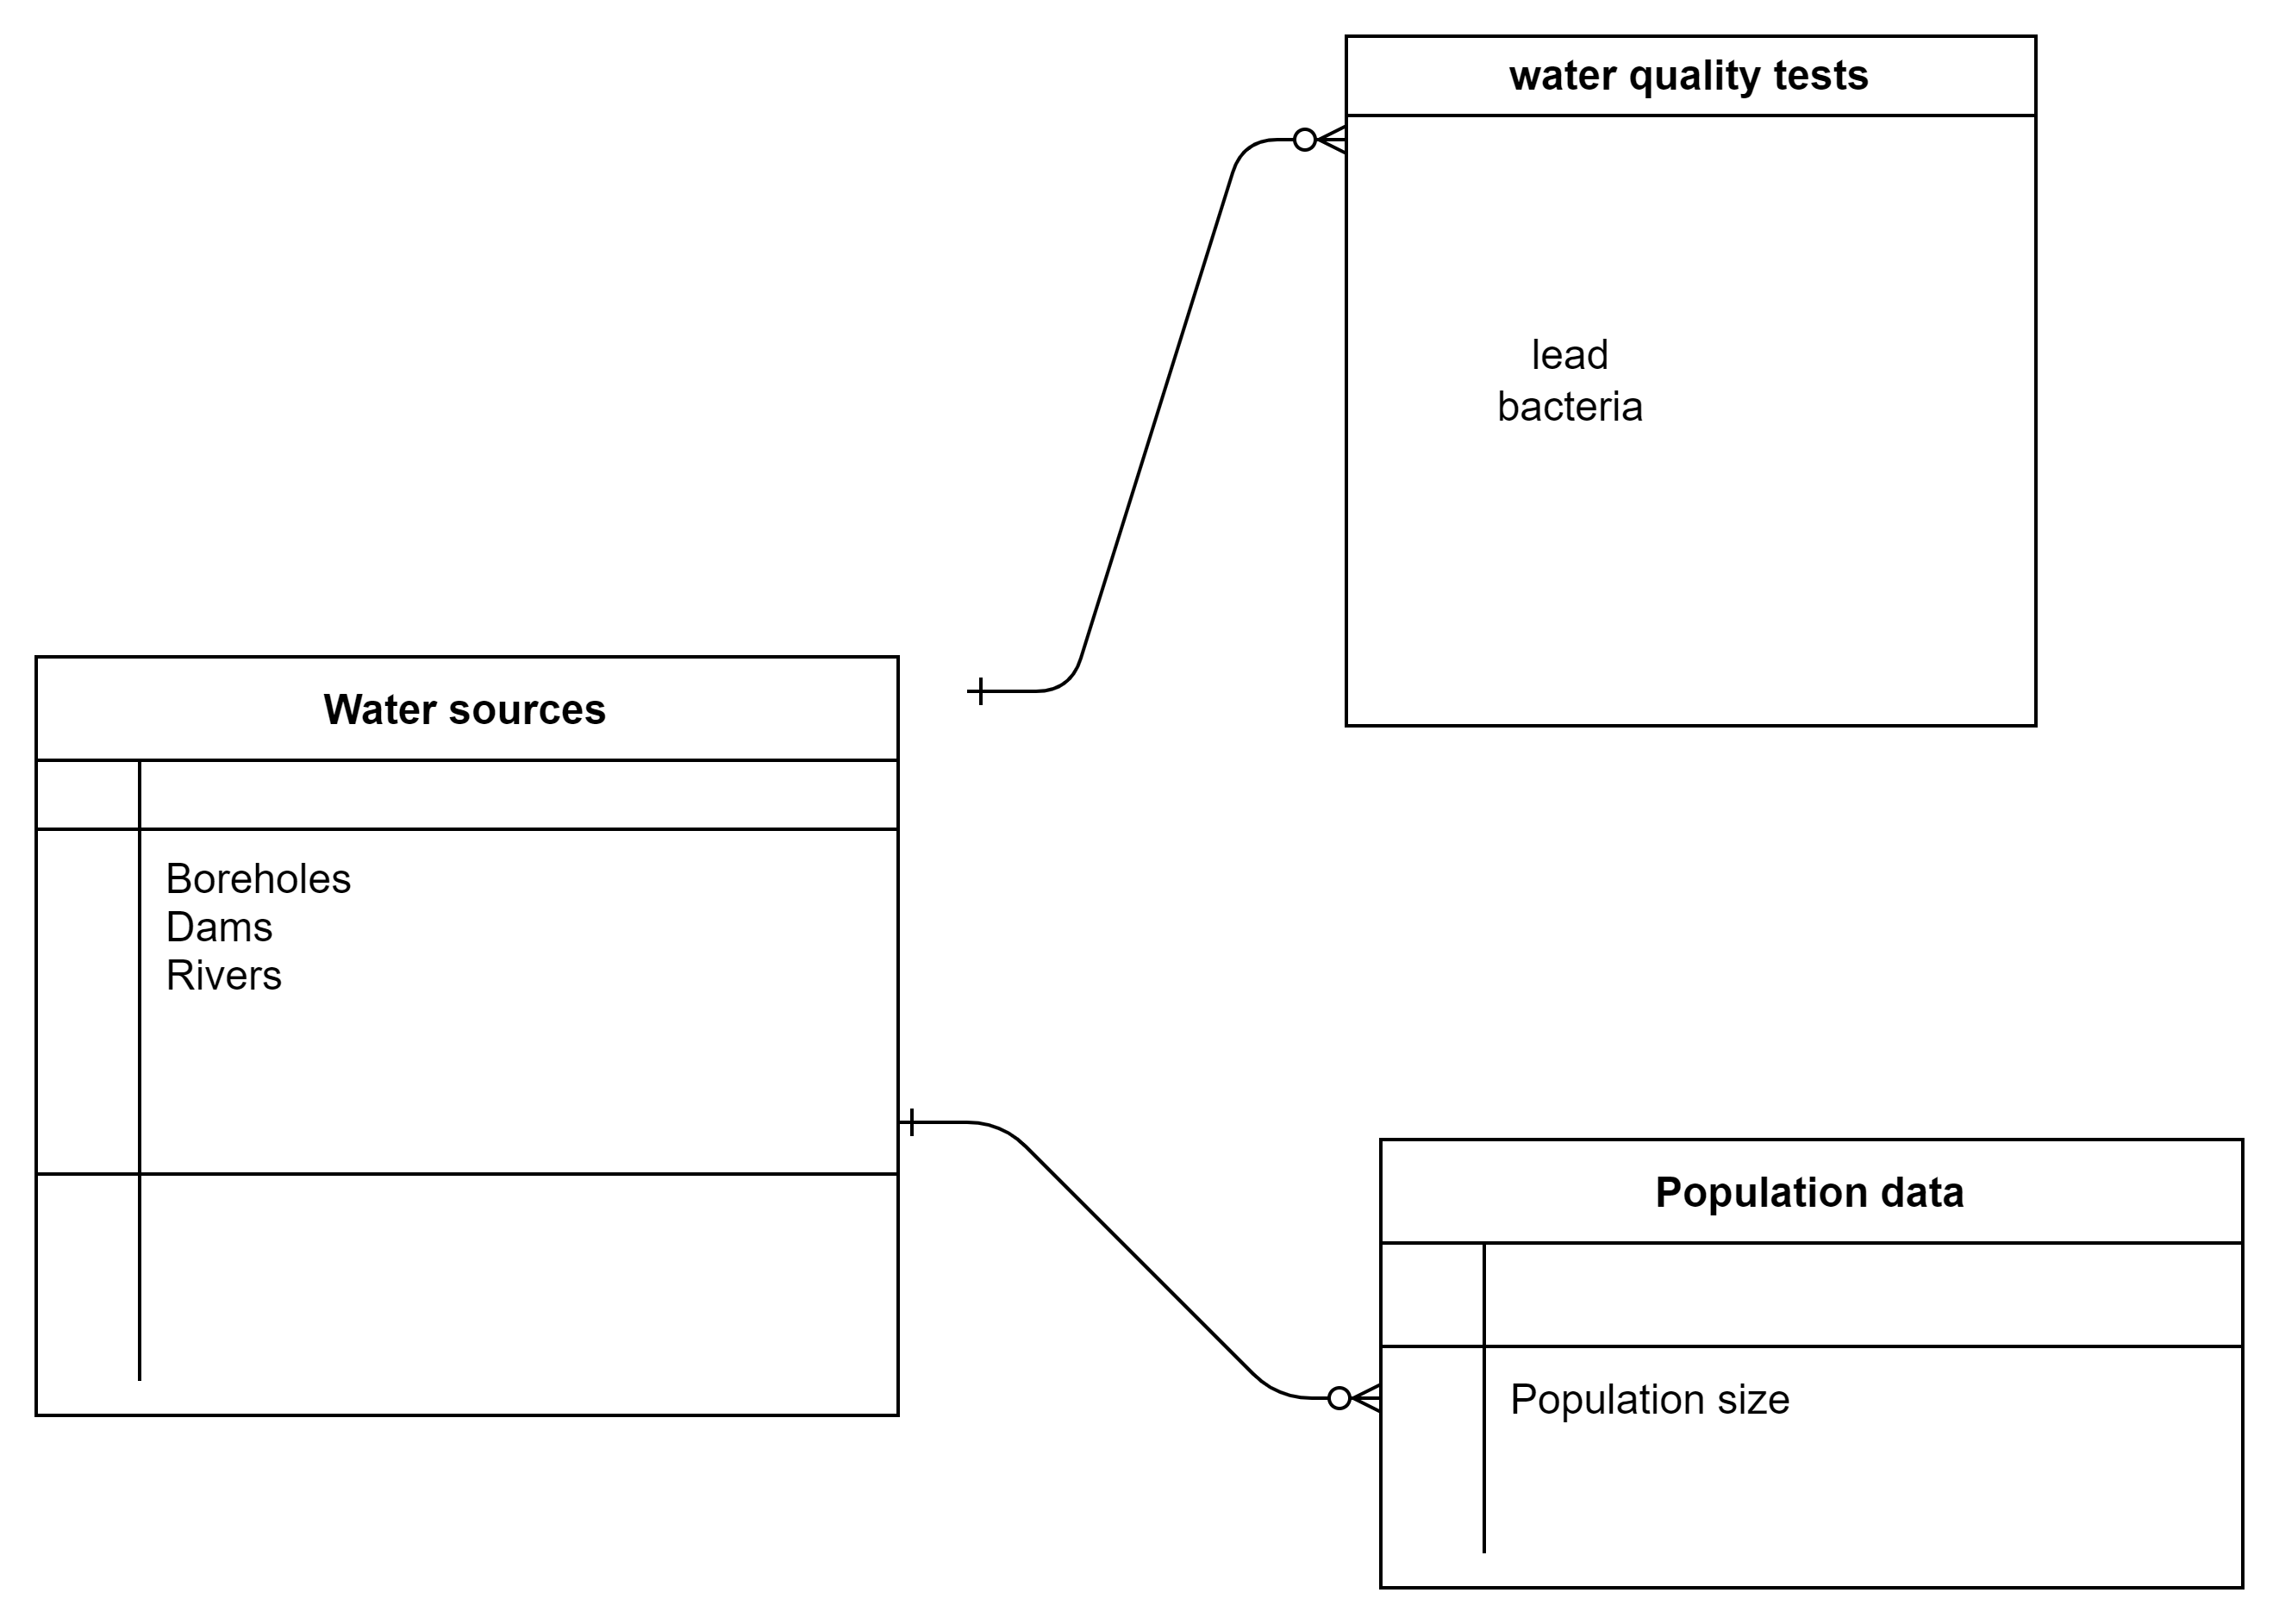 water quality tests
lead
bacteria
Water sources
Boreholes
Dams
Rivers
Population data
Population size